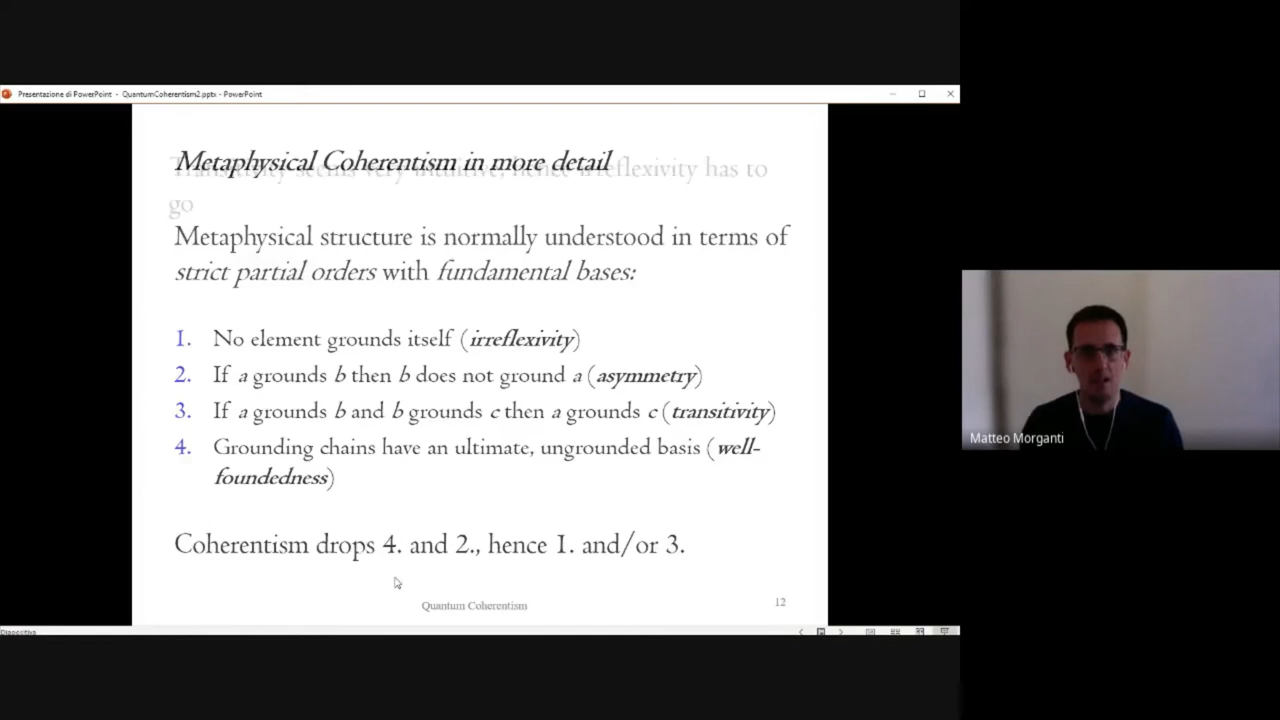 Presentazione di PowerPoint - QuantumCoherentism2.pptx - PowerPoint
Metaphysical Coherentism in more detail
Transitivity seems very intuitive, hence irreflexivity has to
go
Metaphysical structure is normally understood in terms of
strict partial orders with fundamental bases:
1. No element grounds itself (irreflexivity)
2. If a grounds b then b does not ground a (asymmetry)
3. If a grounds b and b grounds c then a grounds c (transitivity)
4. Grounding chains have an ultimate, ungrounded basis (well-
foundedness)
Coherentism drops 4. and 2., hence 1. and/or 3.
Quantum Coherentism
12
Diapositiva
Matteo Morganti